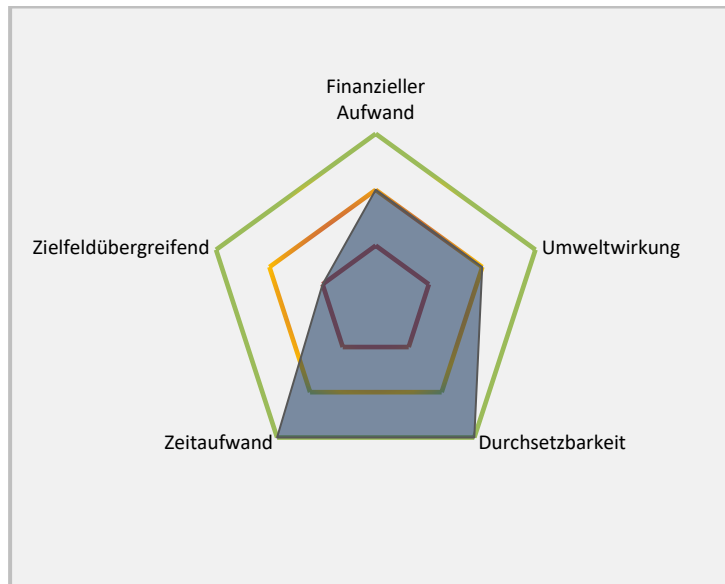 Finanzieller
Aufwand
Zielfeldübergreifend
Umweltwirkung
Zeitaufwand
Durchsetzbarkeit